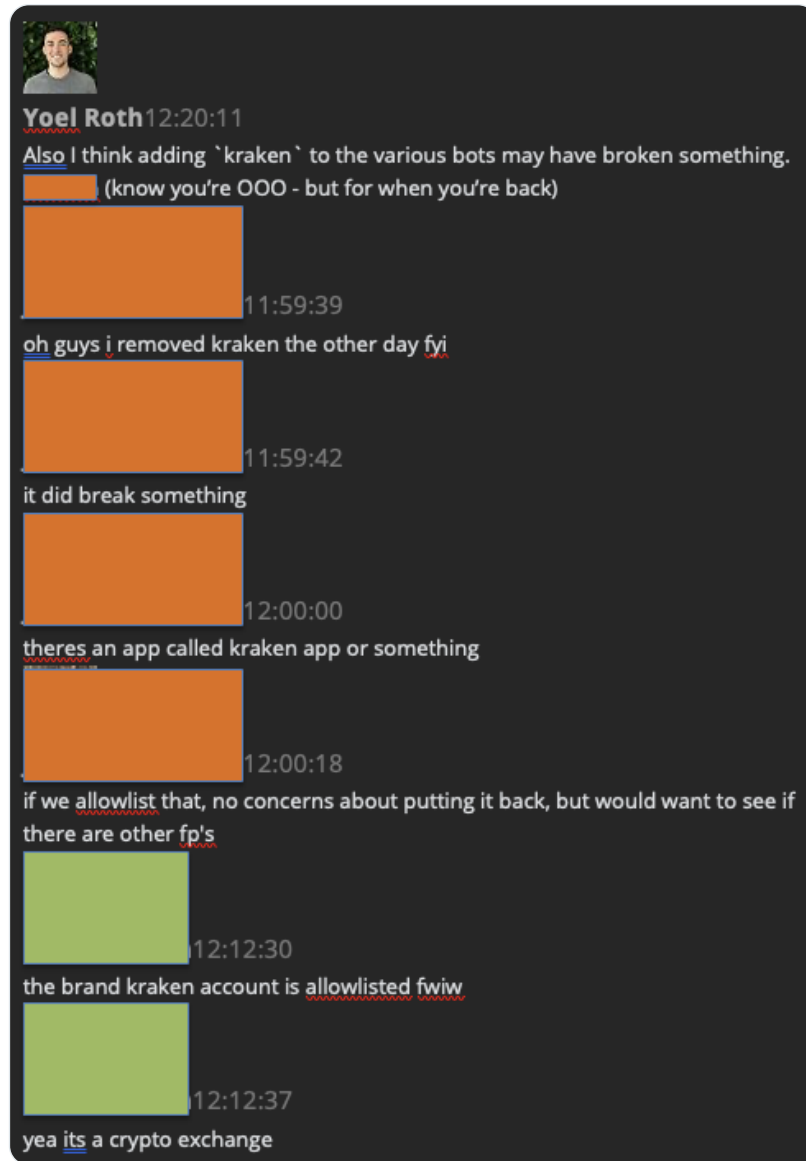 Yoel Roth12:20:11
Also I think adding `kraken` to the various bots may have broken something.
(know you're OOO - but for when you're back)
11:59:39
oh guys i removed kraken the other day fyi
11:59:42
it did break something
12:00:00
theres an app called kraken app or something
12:00:18
if we allowlist that, no concerns about putting it back, but would want to see if
there are other fp's
12:12:30
the brand kraken account is allowlisted fwiw
12:12:37
yea its a crypto exchange